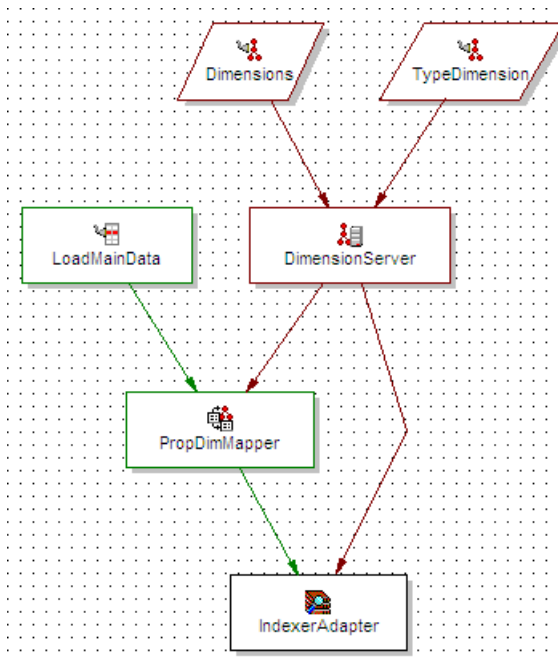 Dimensions
TypeDimension
LoadMainData
DimensionServer
PropDimMapper
IndexerAdapter